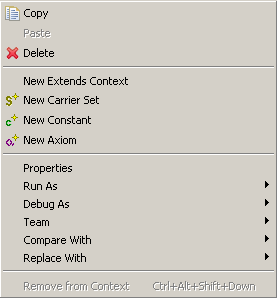 Copy
Paste
Delete
New Extends Context
New Carrier Set
New Constant
New Axiom
Properties
Run As
Debug As
Team
Compare With
Replace With
Remove from Context Ctrl+Alt+Shift+Down